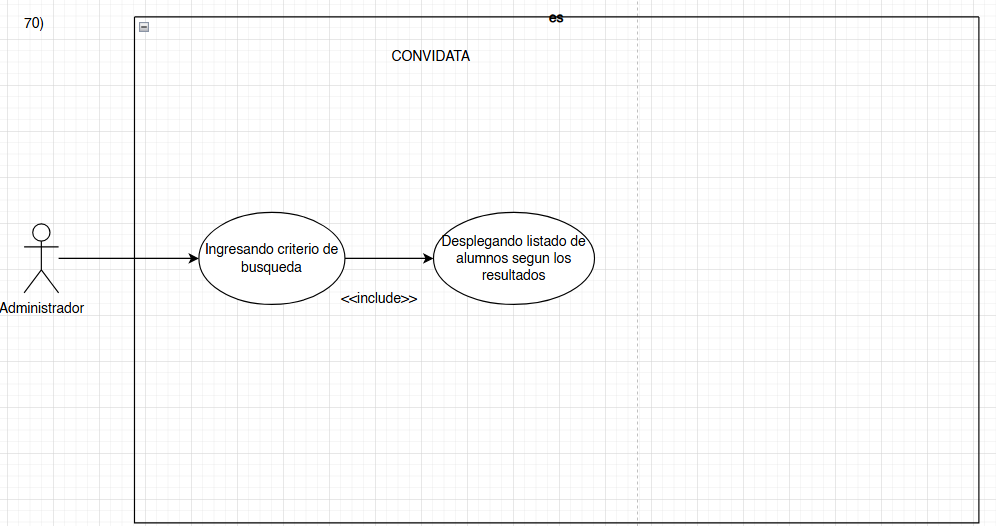 70)
es
CONVIDATA
Ingresando criterio de
busqueda
Desplegando listado de
alumnos segun los
resultados
<<include>>
Administrador